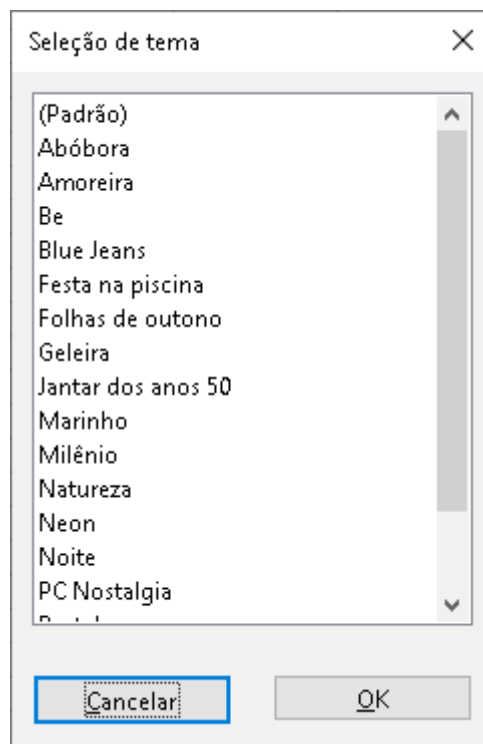 Seleção de tema
(Padrão)
Abóbora
Amoreira
Be
Blue Jeans
Festa na piscina
Folhas de outono
Geleira
Jantar dos anos 50
Marinho
Milênio
Natureza
Neon
Noite
PC Nostalgia
Cancelar
OK